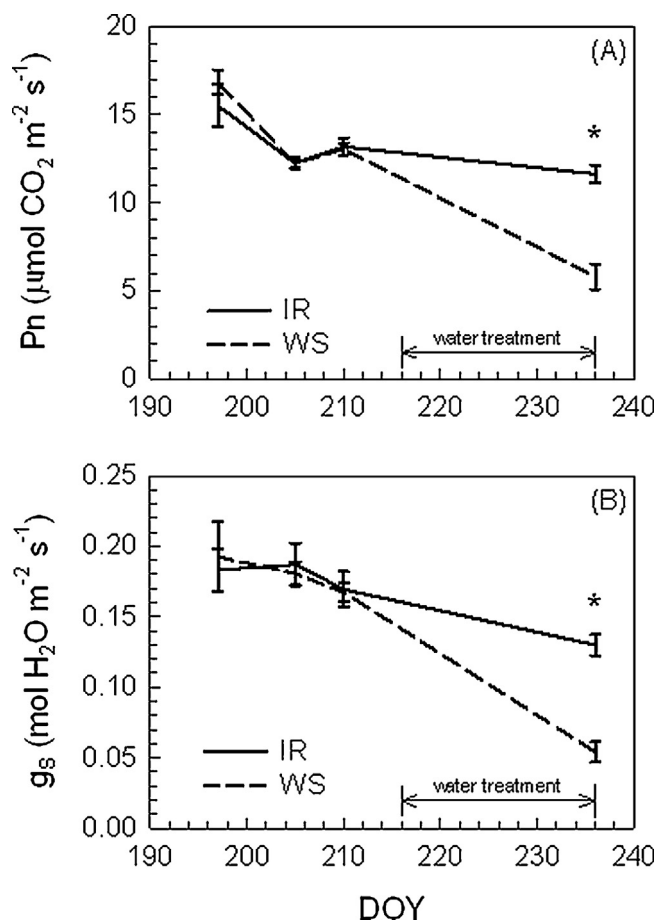 20
(A)
15
*
10
Pn (μmol CO₂ m⁻² s⁻¹)
5
IR
WS
water treatment
0
190 200 210 220 230 240
0.25
(B)
0.20
*
0.15
gₛ (mol H₂O m⁻² s⁻¹)
0.10
0.05
IR
WS
water treatment
0.00
190 200 210 220 230 240
DOY